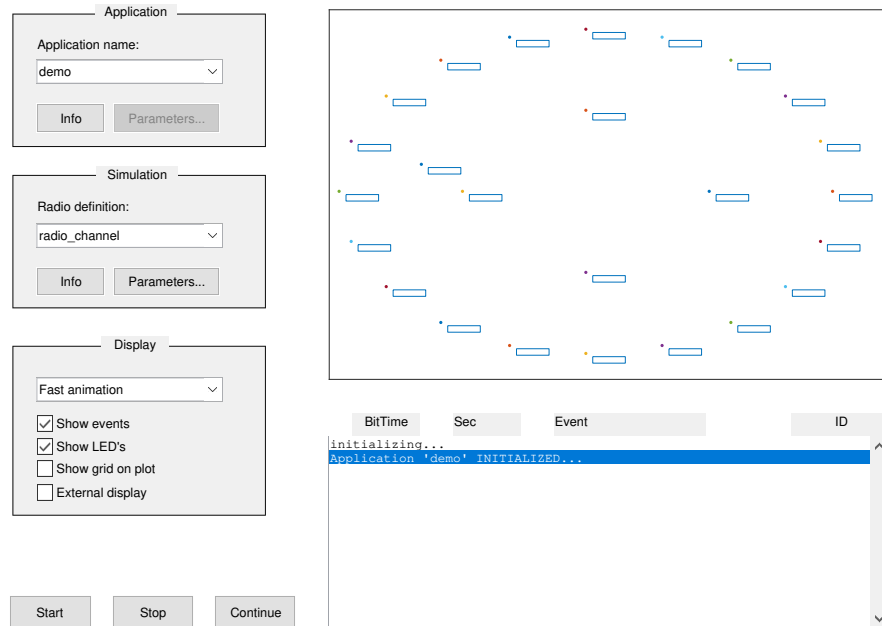 Application
Application name:
demo
Info
Parameters...
Simulation
Radio definition:
radio_channel
Info
Parameters...
Display
Fast animation
Show events
Show LED's
Show grid on plot
External display
Start
Stop
Continue
BitTime
Sec
Event
ID
initializing...
Application 'demo' INITIALIZED...